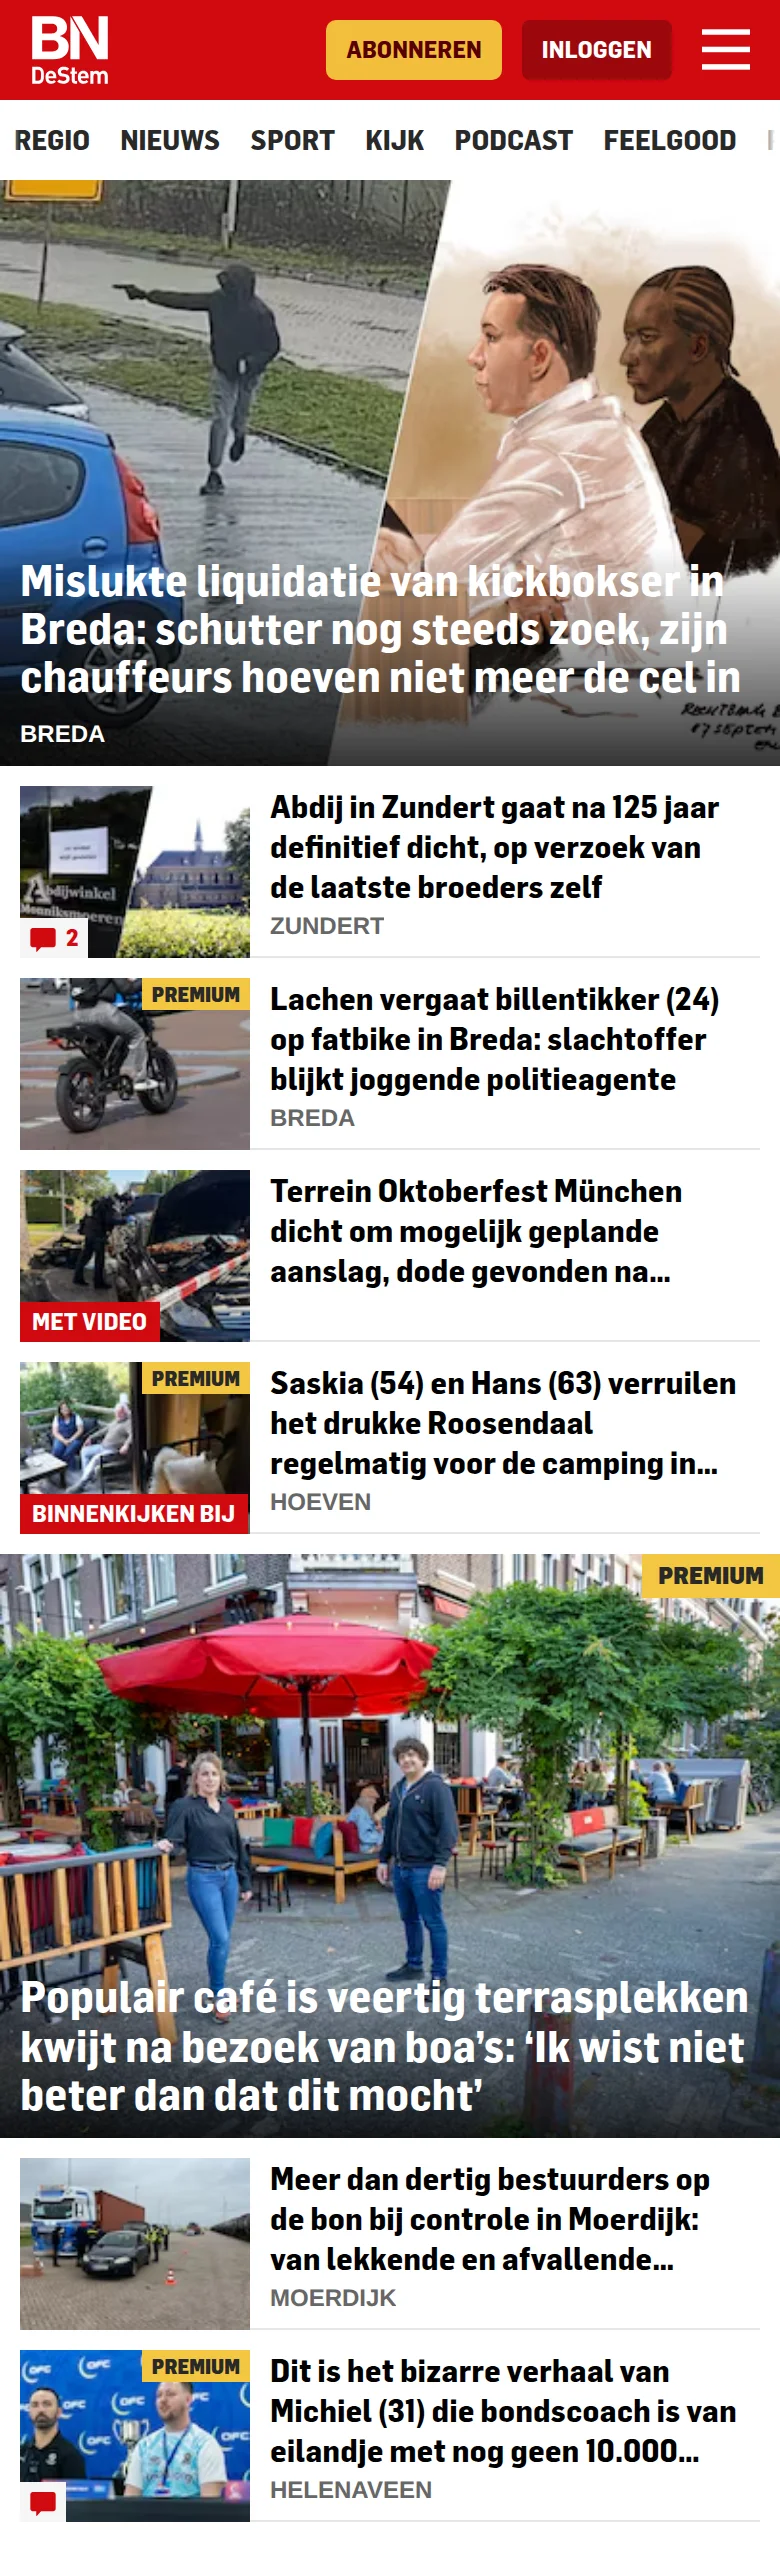 BN
DeStem
ABONNEREN
INLOGGEN
REGIO NIEUWS SPORT KIJK PODCAST FEELGOOD
Mislukte liquidatie van kickbokser in
Breda: schutter nog steeds zoek, zijn
chauffeurs hoeven niet meer de cel in
BREDA
Abdijwinkel
2
Abdij in Zundert gaat na 125 jaar
definitief dicht, op verzoek van
de laatste broeders zelf
ZUNDERT
PREMIUM
Lachen vergaat billentikker (24)
op fatbike in Breda: slachtoffer
blijkt joggende politieagente
BREDA
MET VIDEO
Terrein Oktoberfest München
dicht om mogelijk geplande
aanslag, dode gevonden na...
PREMIUM
BINNENKIJKEN BIJ
Saskia (54) en Hans (63) verruilen
het drukke Roosendaal
regelmatig voor de camping in...
HOEVEN
PREMIUM
Populair café is veertig terrasplekken
kwijt na bezoek van boa’s: ‘Ik wist niet
beter dan dat dit mocht’
Meer dan dertig bestuurders op
de bon bij controle in Moerdijk:
van lekkende en afvallende...
MOERDIJK
PREMIUM
OFC
OFC
OFC
Dit is het bizarre verhaal van
Michiel (31) die bondscoach is van
eilandje met nog geen 10.000...
HELENAVEEN